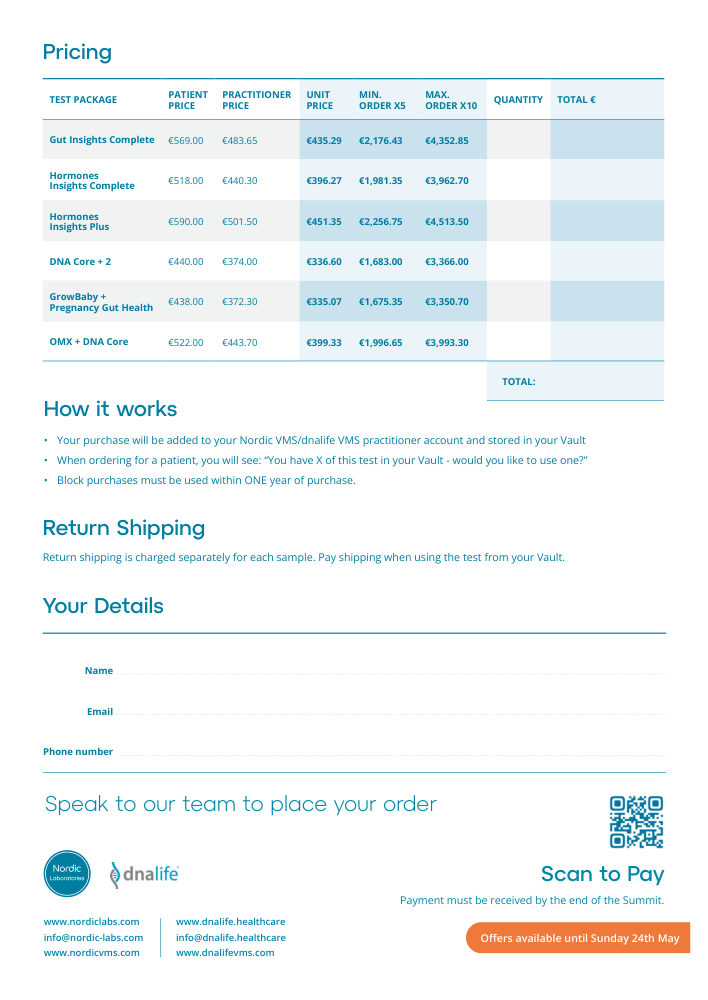 Pricing
TEST PACKAGE PATIENT PRICE PRACTITIONER PRICE UNIT PRICE MIN. ORDER X5 MAX. ORDER X10 QUANTITY TOTAL €
Gut Insights Complete €569.00 €483.65 €435.29 €2,176.43 €4,352.85
Hormones Insights Complete €518.00 €440.30 €396.27 €1,981.35 €3,962.70
Hormones Insights Plus €590.00 €501.50 €451.35 €2,256.75 €4,513.50
DNA Core + 2 €440.00 €374.00 €336.60 €1,683.00 €3,366.00
GrowBaby + Pregnancy Gut Health €438.00 €372.30 €335.07 €1,675.35 €3,350.70
OMX + DNA Core €522.00 €443.70 €399.33 €1,996.65 €3,993.30
TOTAL:
How it works
• Your purchase will be added to your Nordic VMS/dnalife VMS practitioner account and stored in your Vault
• When ordering for a patient, you will see: “You have X of this test in your Vault - would you like to use one?”
• Block purchases must be used within ONE year of purchase.
Return Shipping
Return shipping is charged separately for each sample. Pay shipping when using the test from your Vault.
Your Details
Name
Email
Phone number
Speak to our team to place your order
Nordic
Laboratories
dnalife
Scan to Pay
Payment must be received by the end of the Summit.
www.nordiclabs.com
info@nordic-labs.com
www.nordicvms.com
www.dnalife.healthcare
info@dnalife.healthcare
www.dnalifevms.com
Offers available until Sunday 24th May